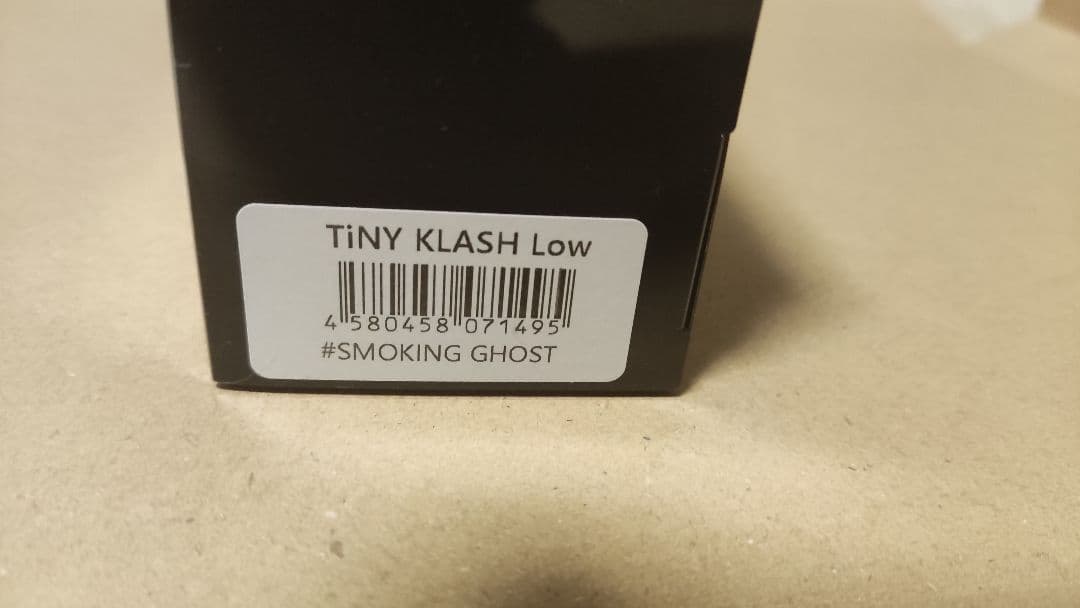 TiNY KLASH Low
4 580458 071495
#SMOKING GHOST